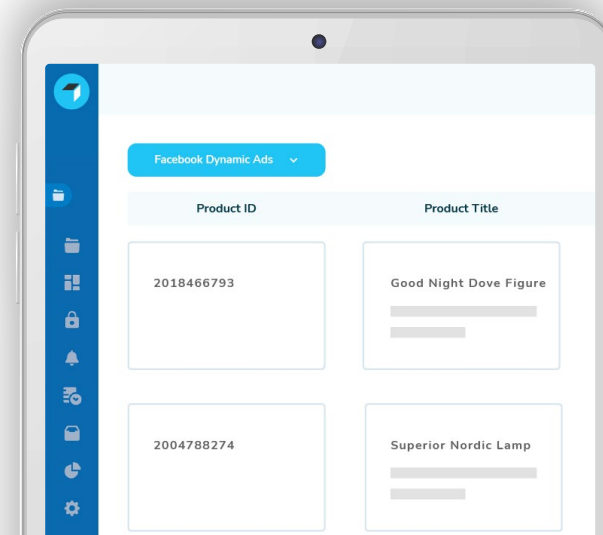 Facebook Dynamic Ads
Product ID Product Title
2018466793 Good Night Dove Figure
2004788274 Superior Nordic Lamp